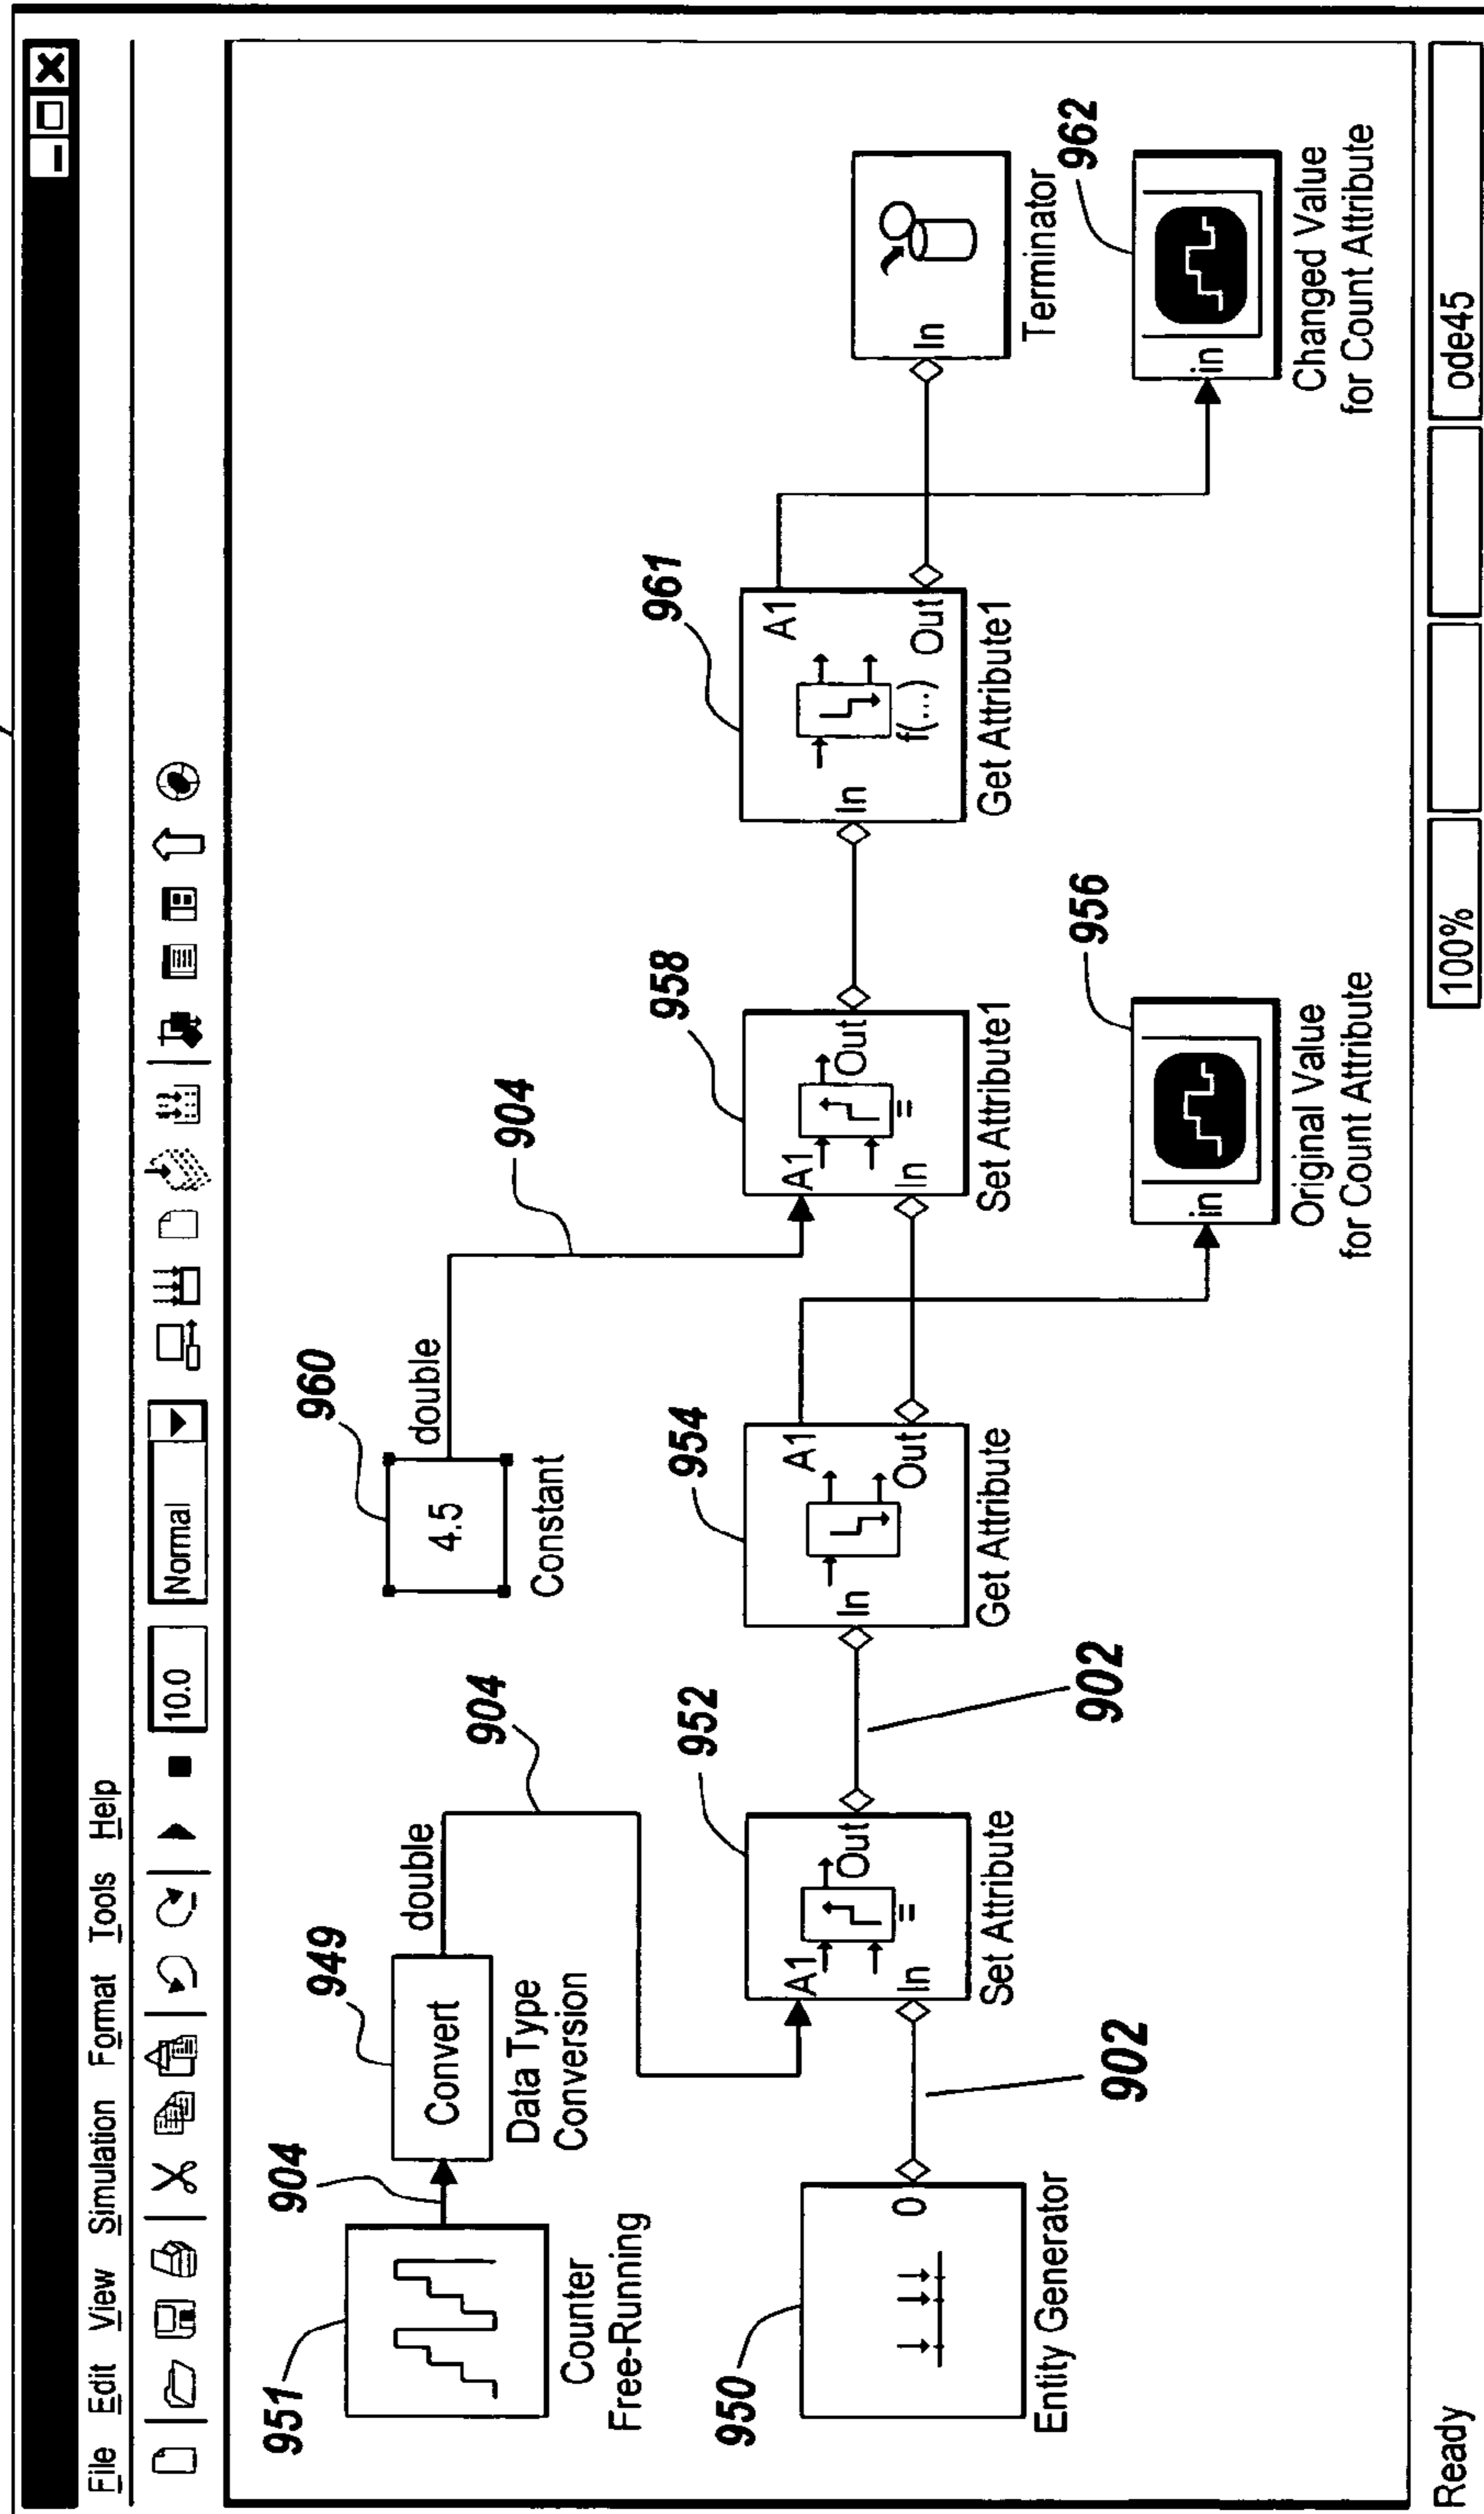 File Edit View Simulation Format Tools Help
10.0
Normal
951
904
949
Convert
double
Counter
Free-Running
Data Type
Conversion
904
960
4.5
double
Constant
904
950
0
Entity Generator
902
952
A1
In
Out
=
Set Attribute
902
954
In
A1
Out
Get Attribute
958
A1
In
Out
=
Set Attribute1
961
In
A1
Out
f(...)
Get Attribute1
In
Terminator
956
in
Original Value
for Count Attribute
962
in
Changed Value
for Count Attribute
Ready
100%
ode45